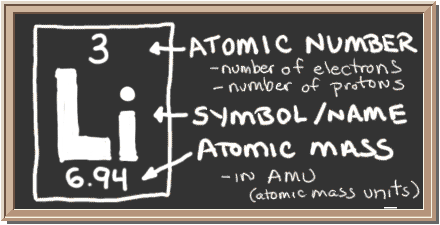 3
Li
6.94
ATOMIC NUMBER
-number of electrons
-number of protons
SYMBOL/NAME
ATOMIC MASS
-IN AMU
(atomic mass units)